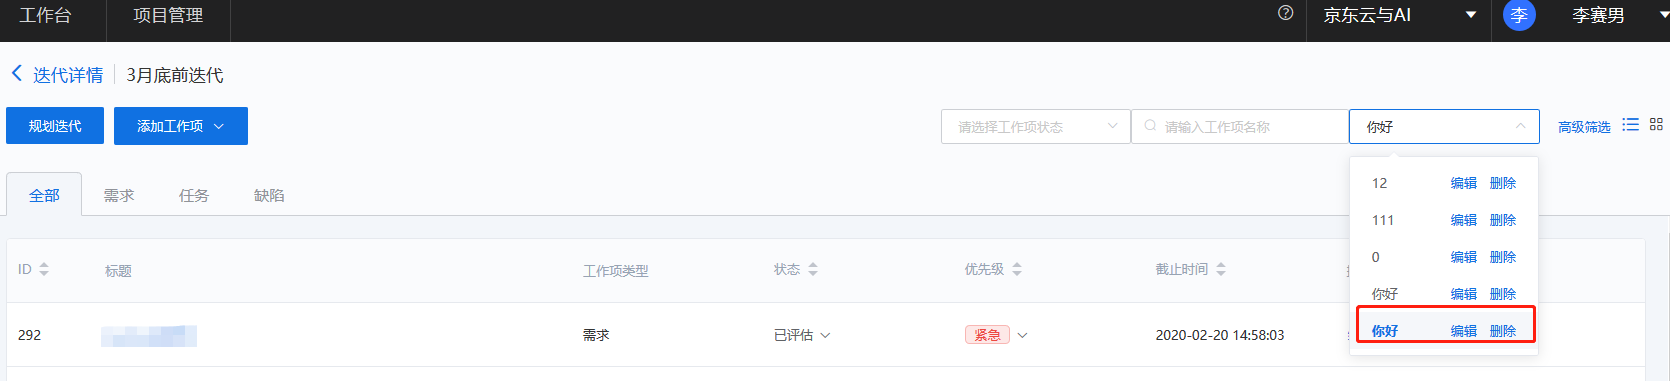 工作台 项目管理 京东云与AI 李 李赛男
迭代详情 3月底前迭代
规划迭代 添加工作项 请选择工作项状态 请输入工作项名称 你好 高级筛选
12 编辑 删除
全部 需求 任务 缺陷
111 编辑 删除
0 编辑 删除
ID 标题 工作项类型 状态 优先级 截止时间
你好 编辑 删除
292 需求 已评估 紧急 2020-02-20 14:58:03
你好 编辑 删除